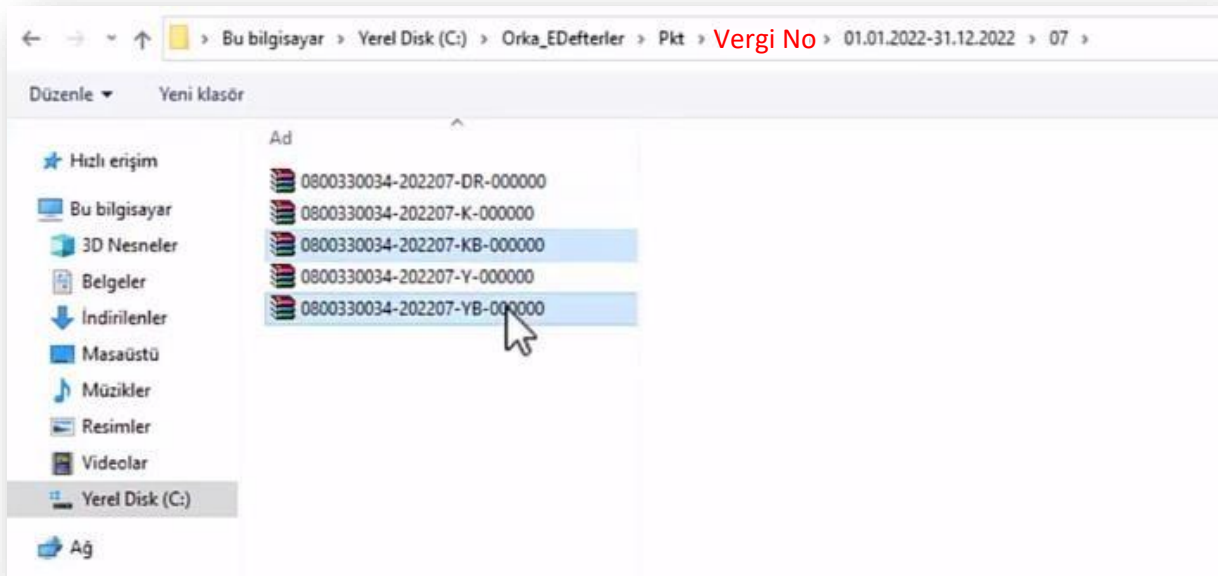 Bu bilgisayar > Yerel Disk (C:) > Orka_EDefterler > Pkt > Vergi No > 01.01.2022-31.12.2022 > 07 >
Düzenle Yeni klasör
Ad
Hızlı erişim
Bu bilgisayar
3D Nesneler
Belgeler
İndirilenler
Masaüstü
Müzikler
Resimler
Videolar
Yerel Disk (C:)
Ağ
0800330034-202207-DR-000000
0800330034-202207-K-000000
0800330034-202207-KB-000000
0800330034-202207-Y-000000
0800330034-202207-YB-000000